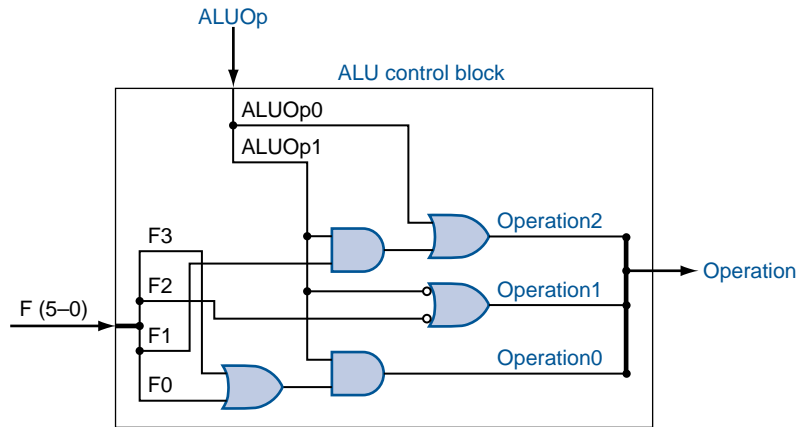 ALUOp
ALU control block
ALUOp0
ALUOp1
Operation2
F3
Operation
F2
Operation1
F (5–0)
F1
Operation0
F0